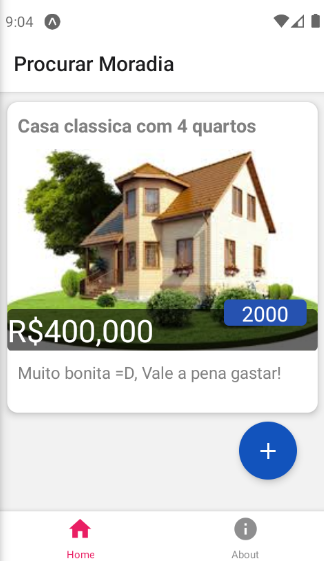 9:04
Procurar Moradia
Casa classica com 4 quartos
2000
R$400,000
Muito bonita =D, Vale a pena gastar!
+
Home
About